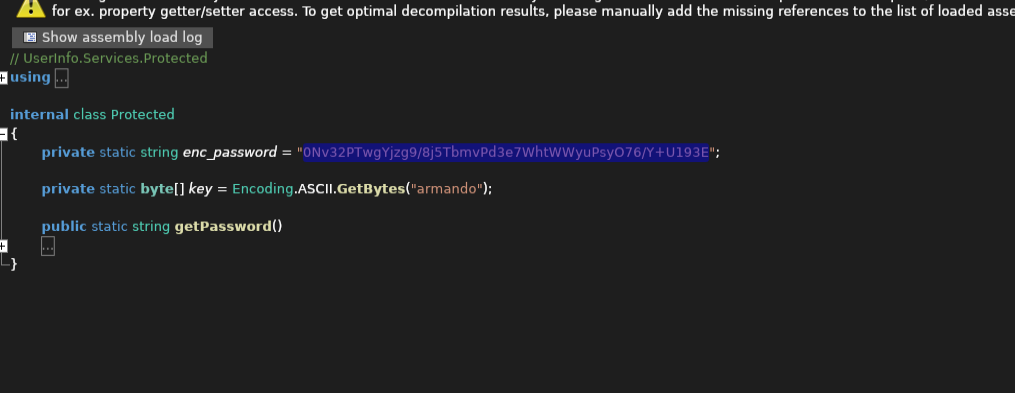 for ex. property getter/setter access. To get optimal decompilation results, please manually add the missing references to the list of loaded asse
Show assembly load log
// UserInfo.Services.Protected
using ...
internal class Protected
{
private static string enc_password = "0Nv32PTwgYjzg9/8j5TbmvPd3e7WhtWWyuPsyO76/Y+U193E";
private static byte[] key = Encoding.ASCII.GetBytes("armando");
public static string getPassword()
...
}